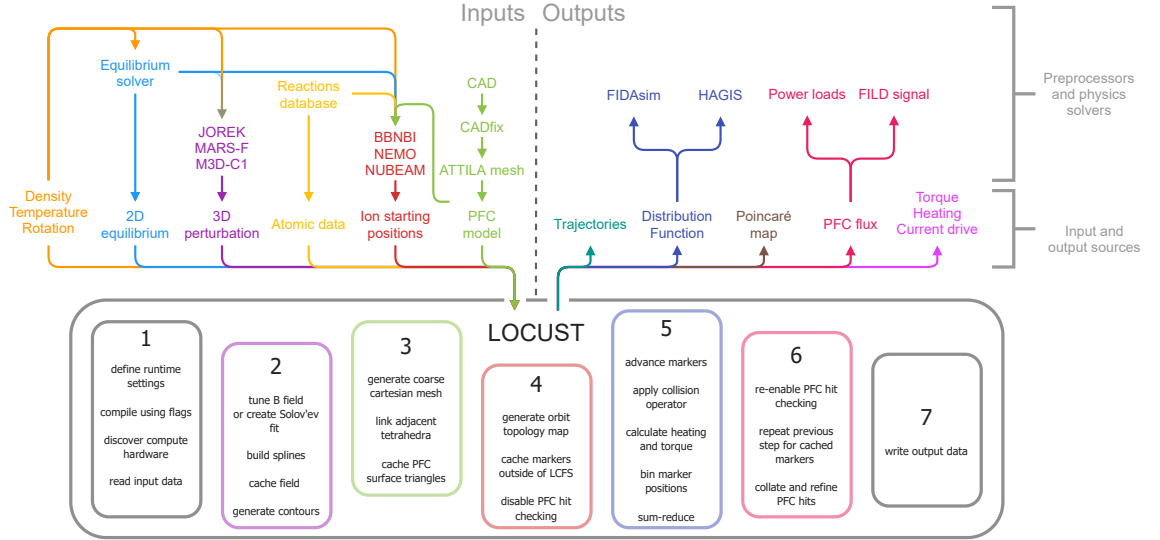 Inputs
Outputs
Equilibrium
solver
Reactions
database
CAD
CADfix
ATTILA mesh
JOREK
MARS-F
M3D-C1
BBNBI
NEMO
NUBEAM
Density
Temperature
Rotation
2D
equilibrium
3D
perturbation
Atomic data
Ion starting
positions
PFC
model
FIDAsim
HAGIS
Power loads
FILD signal
Trajectories
Distribution
Function
Poincaré
map
PFC flux
Torque
Heating
Current drive
Preprocessors
and physics
solvers
Input and
output sources
LOCUST
1
define runtime
settings
compile using flags
discover compute
hardware
read input data
2
tune B field
or create Solov'ev
fit
build splines
cache field
generate contours
3
generate coarse
cartesian mesh
link adjacent
tetrahedra
cache PFC
surface triangles
4
generate orbit
topology map
cache markers
outside of LCFS
disable PFC hit
checking
5
advance markers
apply collision
operator
calculate heating
and torque
bin marker
positions
sum-reduce
6
re-enable PFC hit
checking
repeat previous
step for cached
markers
collate and refine
PFC hits
7
write output data